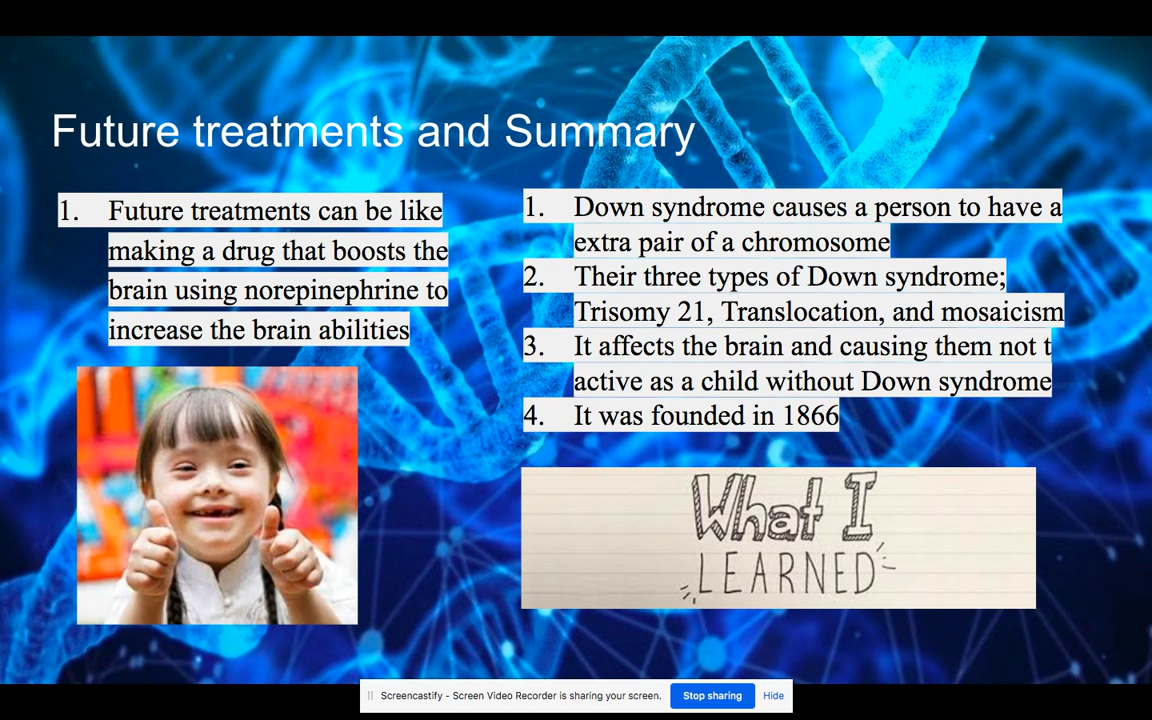 Future treatments and Summary
1. Future treatments can be like
making a drug that boosts the
brain using norepinephrine to
increase the brain abilities
1. Down syndrome causes a person to have a
extra pair of a chromosome
2. Their three types of Down syndrome;
Trisomy 21, Translocation, and mosaicism
3. It affects the brain and causing them not t
active as a child without Down syndrome
4. It was founded in 1866
What I
LEARNED
Screencastify - Screen Video Recorder is sharing your screen.
Stop sharing
Hide